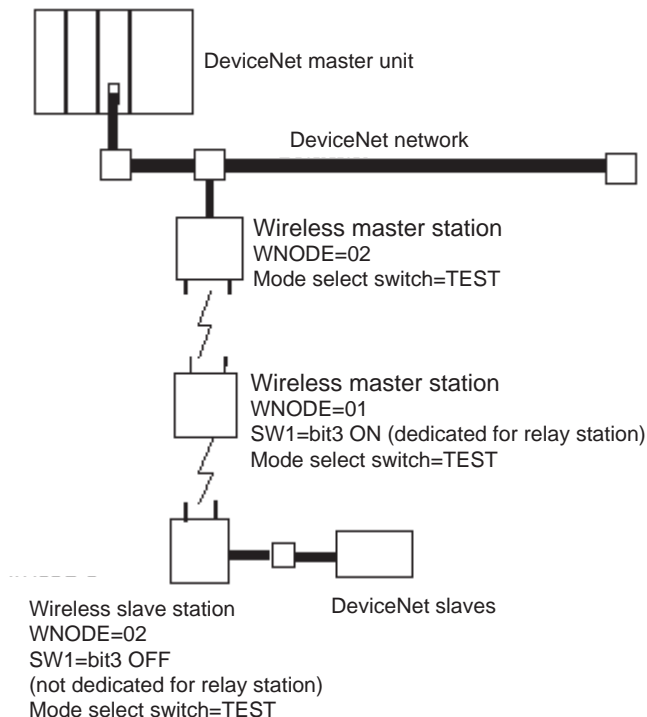 DeviceNet master unit
DeviceNet network
Wireless master station
WNODE=02
Mode select switch=TEST
Wireless master station
WNODE=01
SW1=bit3 ON (dedicated for relay station)
Mode select switch=TEST
Wireless slave station
WNODE=02
SW1=bit3 OFF
(not dedicated for relay station)
Mode select switch=TEST
DeviceNet slaves